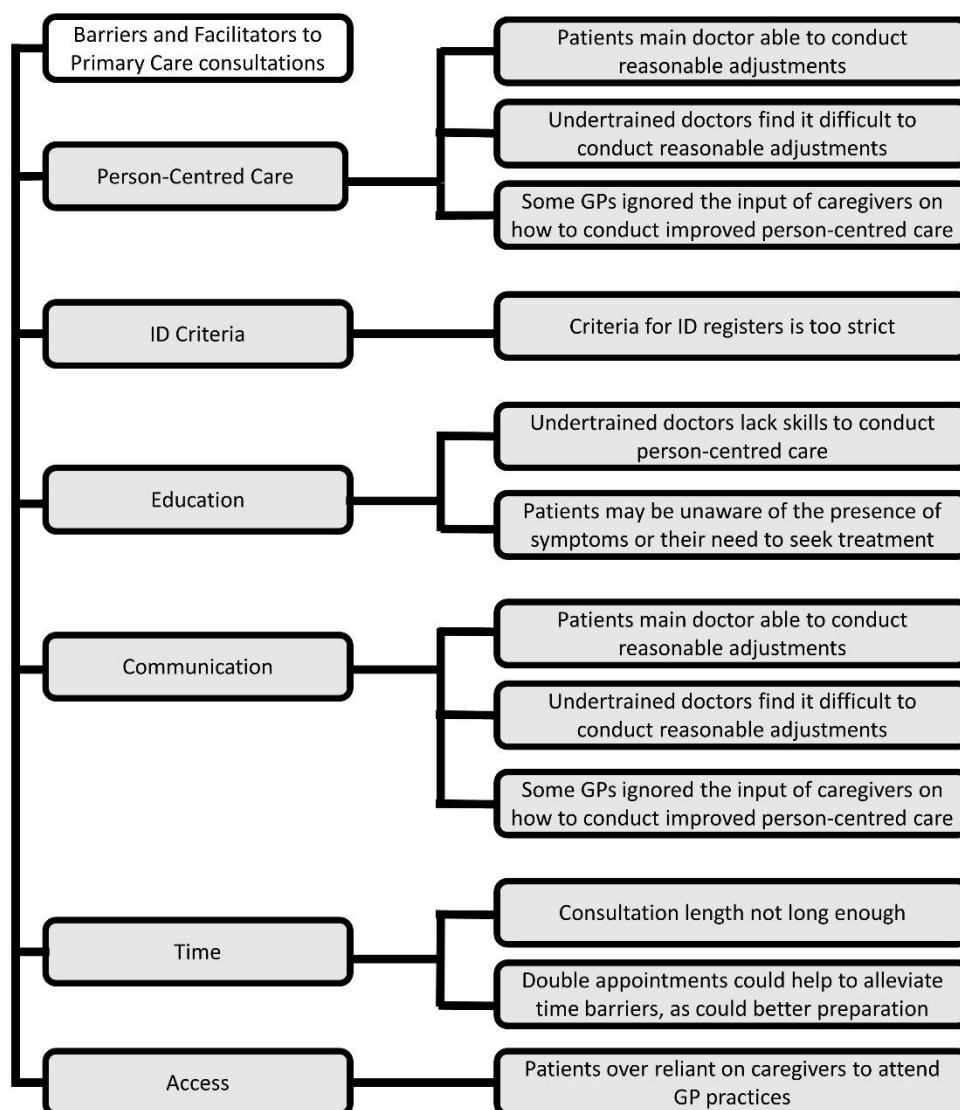 Barriers and Facilitators to
Primary Care consultations
Patients main doctor able to conduct
reasonable adjustments
Undertrained doctors find it difficult to
conduct reasonable adjustments
Person-Centred Care
Some GPs ignored the input of caregivers on
how to conduct improved person-centred care
ID Criteria
Criteria for ID registers is too strict
Undertrained doctors lack skills to conduct
person-centred care
Education
Patients may be unaware of the presence of
symptoms or their need to seek treatment
Patients main doctor able to conduct
reasonable adjustments
Communication
Undertrained doctors find it difficult to
conduct reasonable adjustments
Some GPs ignored the input of caregivers on
how to conduct improved person-centred care
Consultation length not long enough
Time
Double appointments could help to alleviate
time barriers, as could better preparation
Access
Patients over reliant on caregivers to attend
GP practices